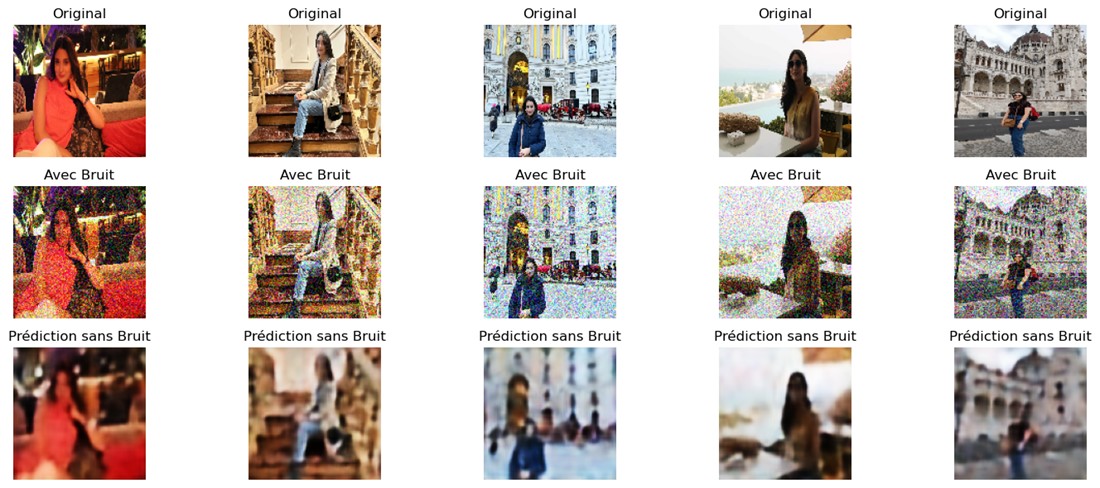 Original Original Original Original Original
Avec Bruit Avec Bruit Avec Bruit Avec Bruit Avec Bruit
Prédiction sans Bruit Prédiction sans Bruit Prédiction sans Bruit Prédiction sans Bruit Prédiction sans Bruit